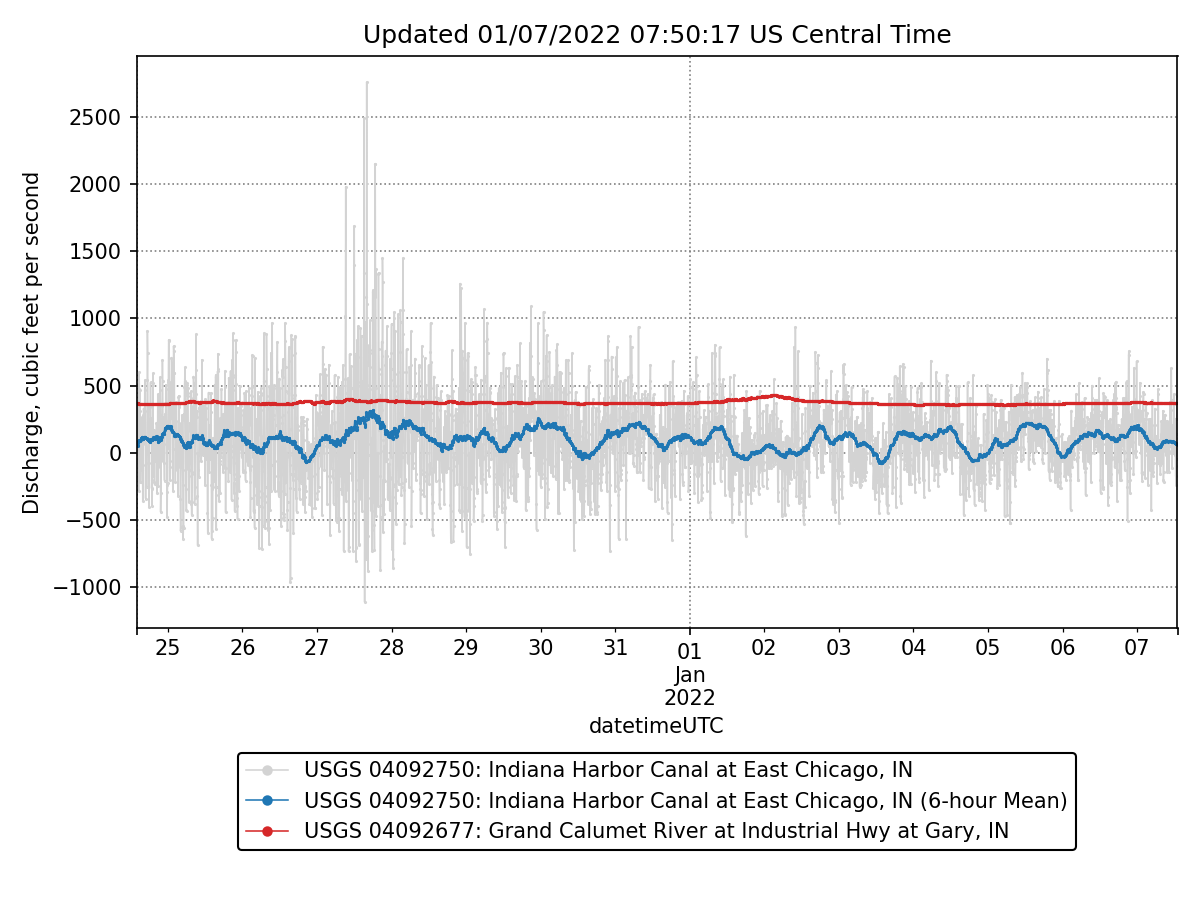 Updated 01/07/2022 07:50:17 US Central Time
Discharge, cubic feet per second
2500
2000
1500
1000
500
0
−500
−1000
25 26 27 28 29 30 31 01 02 03 04 05 06 07
Jan
2022
datetimeUTC
USGS 04092750: Indiana Harbor Canal at East Chicago, IN
USGS 04092750: Indiana Harbor Canal at East Chicago, IN (6-hour Mean)
USGS 04092677: Grand Calumet River at Industrial Hwy at Gary, IN